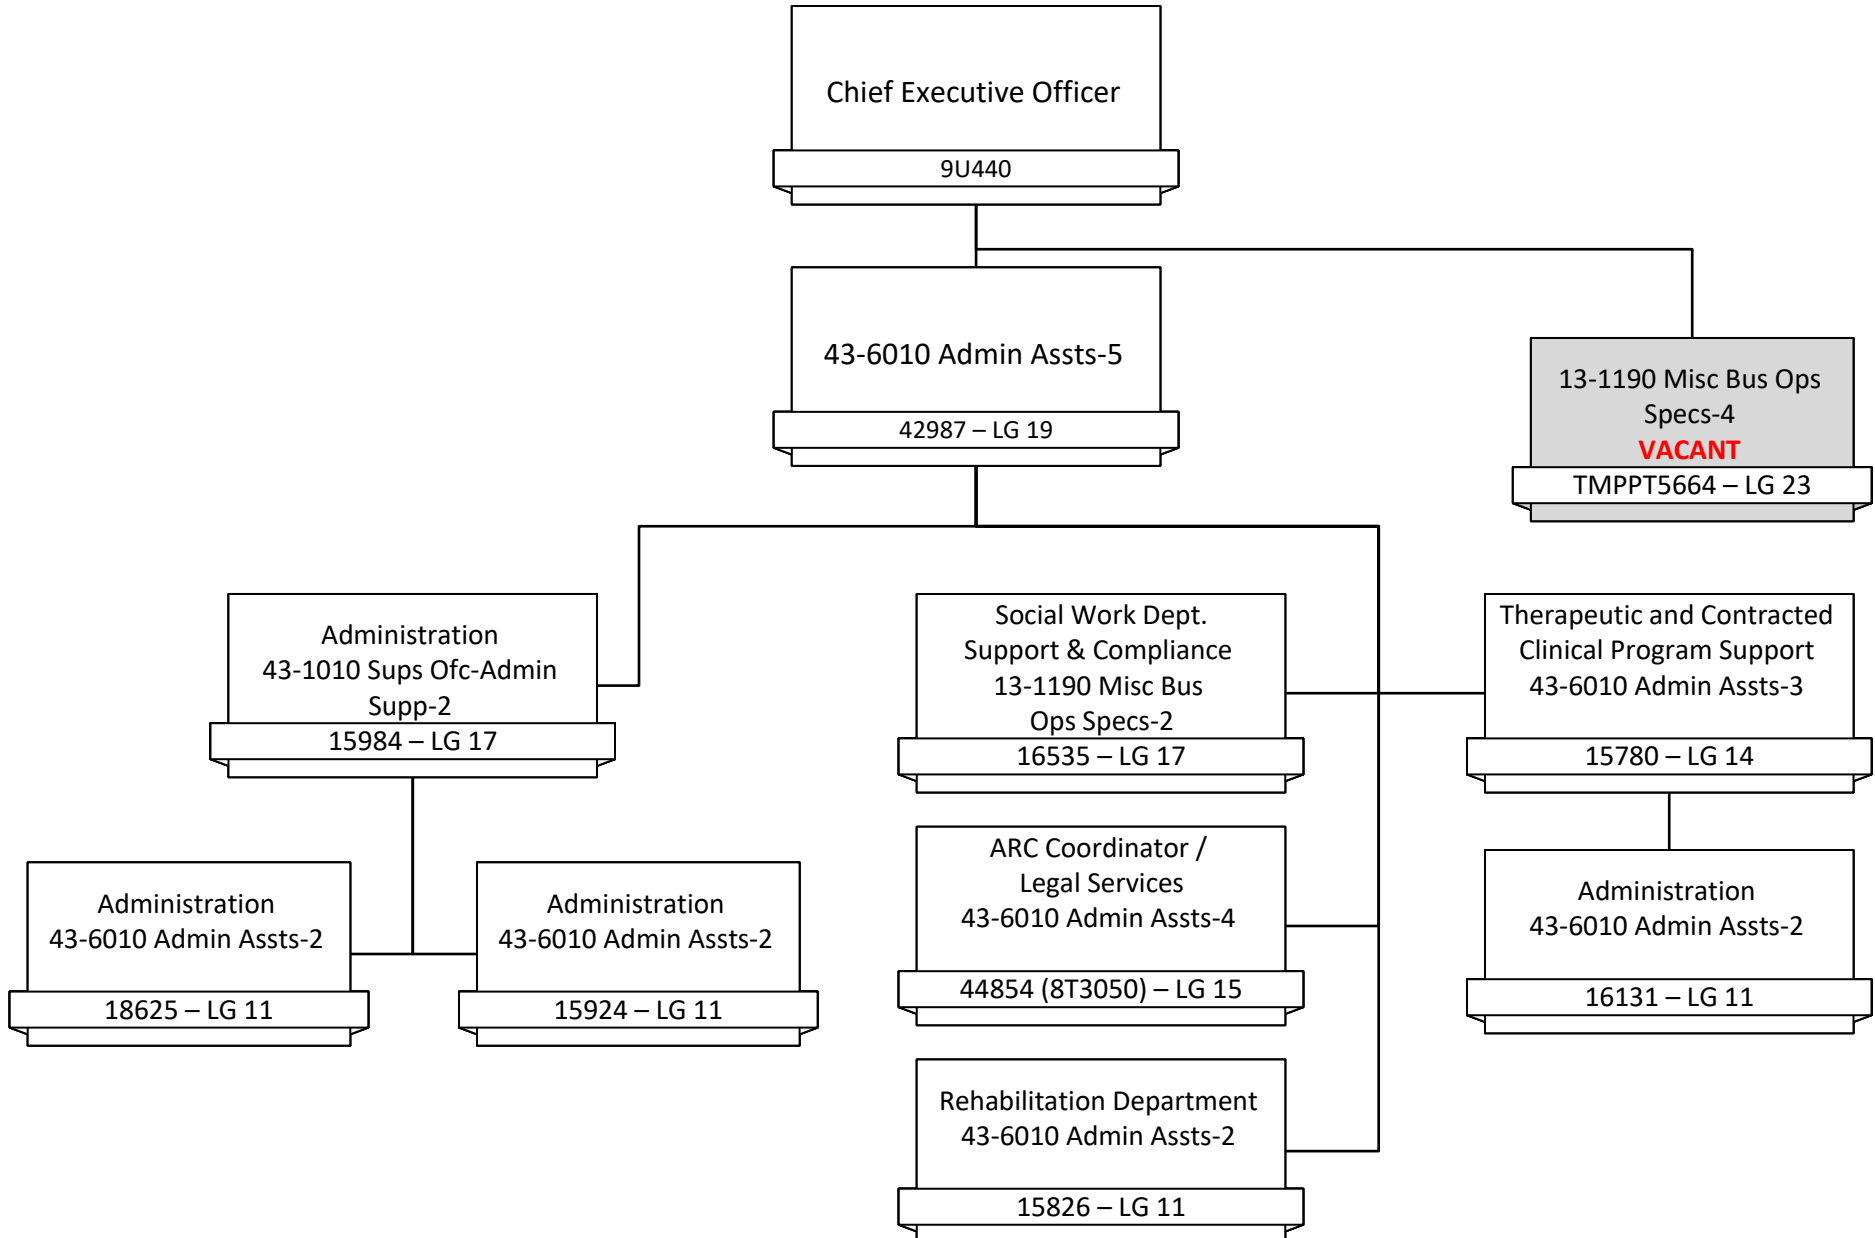 Chief Executive Officer
9U440
43-6010 Admin Assts-5
42987 – LG 19
13-1190 Misc Bus Ops
Specs-4
VACANT
TMPPT5664 – LG 23
Administration
43-1010 Sups Ofc-Admin
Supp-2
15984 – LG 17
Social Work Dept.
Support & Compliance
13-1190 Misc Bus
Ops Specs-2
16535 – LG 17
Therapeutic and Contracted
Clinical Program Support
43-6010 Admin Assts-3
15780 – LG 14
Administration
43-6010 Admin Assts-2
18625 – LG 11
Administration
43-6010 Admin Assts-2
15924 – LG 11
ARC Coordinator /
Legal Services
43-6010 Admin Assts-4
44854 (8T3050) – LG 15
Administration
43-6010 Admin Assts-2
16131 – LG 11
Rehabilitation Department
43-6010 Admin Assts-2
15826 – LG 11